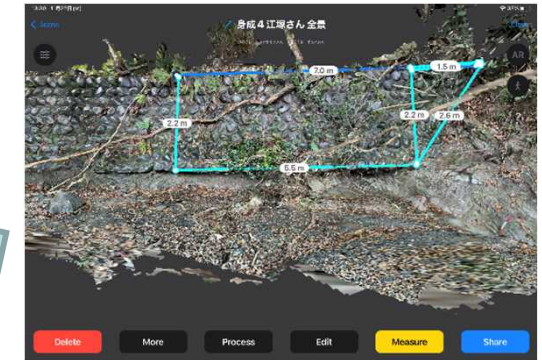 身成4江塚さん 全景
AR
7.0 m
1.5 m
2.2 m
2.2 m
2.6 m
5.5 m
Delete
More
Process
Edit
Measure
Share